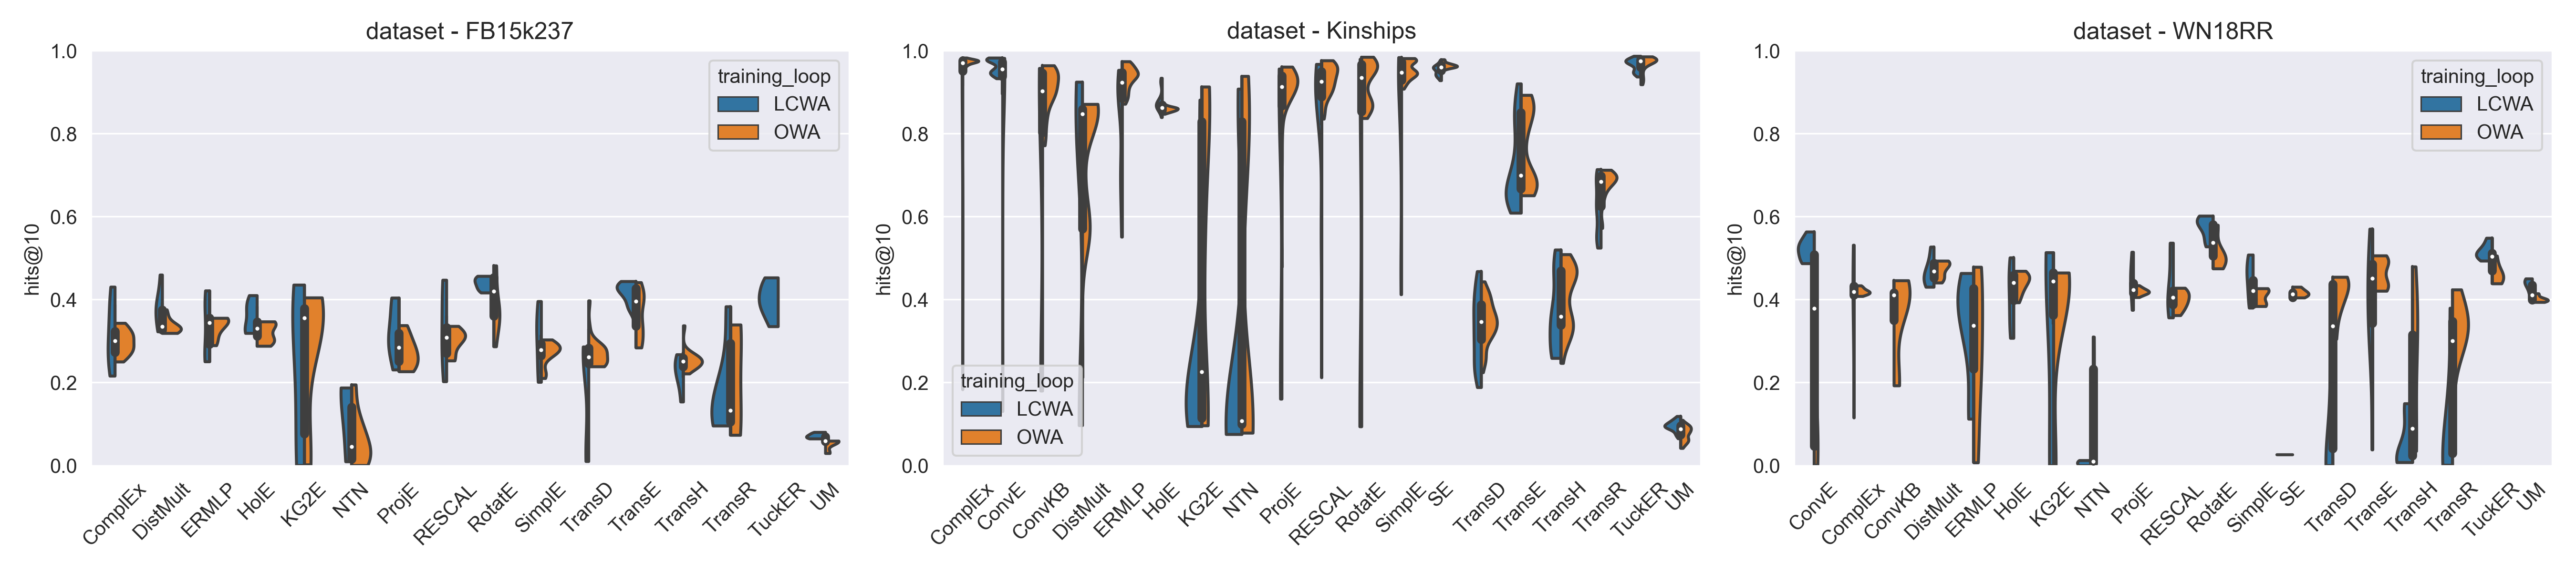 dataset - FB15k237
1.0
0.8
0.6
0.4
0.2
0.0
hits@10
training_loop
LCWA
OWA
ComplEx
DistMult
ERMLP
HolE
KG2E
NTN
ProjE
RESCAL
RotatE
SimplE
TransD
TransE
TransH
TransR
TuckER
UM
dataset - Kinships
1.0
0.8
0.6
0.4
0.2
0.0
hits@10
training_loop
LCWA
OWA
ComplEx
ConvE
ConvKB
DistMult
ERMLP
HolE
KG2E
NTN
ProjE
RESCAL
RotatE
SimplE
SE
TransD
TransE
TransH
TransR
TuckER
UM
dataset - WN18RR
1.0
0.8
0.6
0.4
0.2
0.0
hits@10
training_loop
LCWA
OWA
ConvE
ComplEx
ConvKB
DistMult
ERMLP
HolE
KG2E
NTN
ProjE
RESCAL
RotatE
SimplE
SE
TransD
TransE
TransH
TransR
TuckER
UM